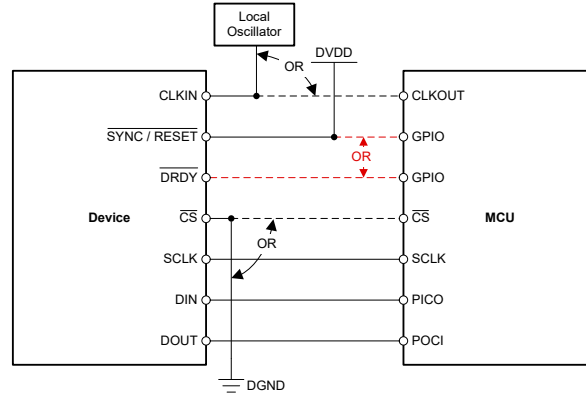 Local
Oscillator
OR
DVDD
CLKIN
CLKOUT
SYNC / RESET
GPIO
OR
DRDY
GPIO
Device
CS
CS
MCU
OR
SCLK
SCLK
DIN
PICO
DOUT
POCI
DGND